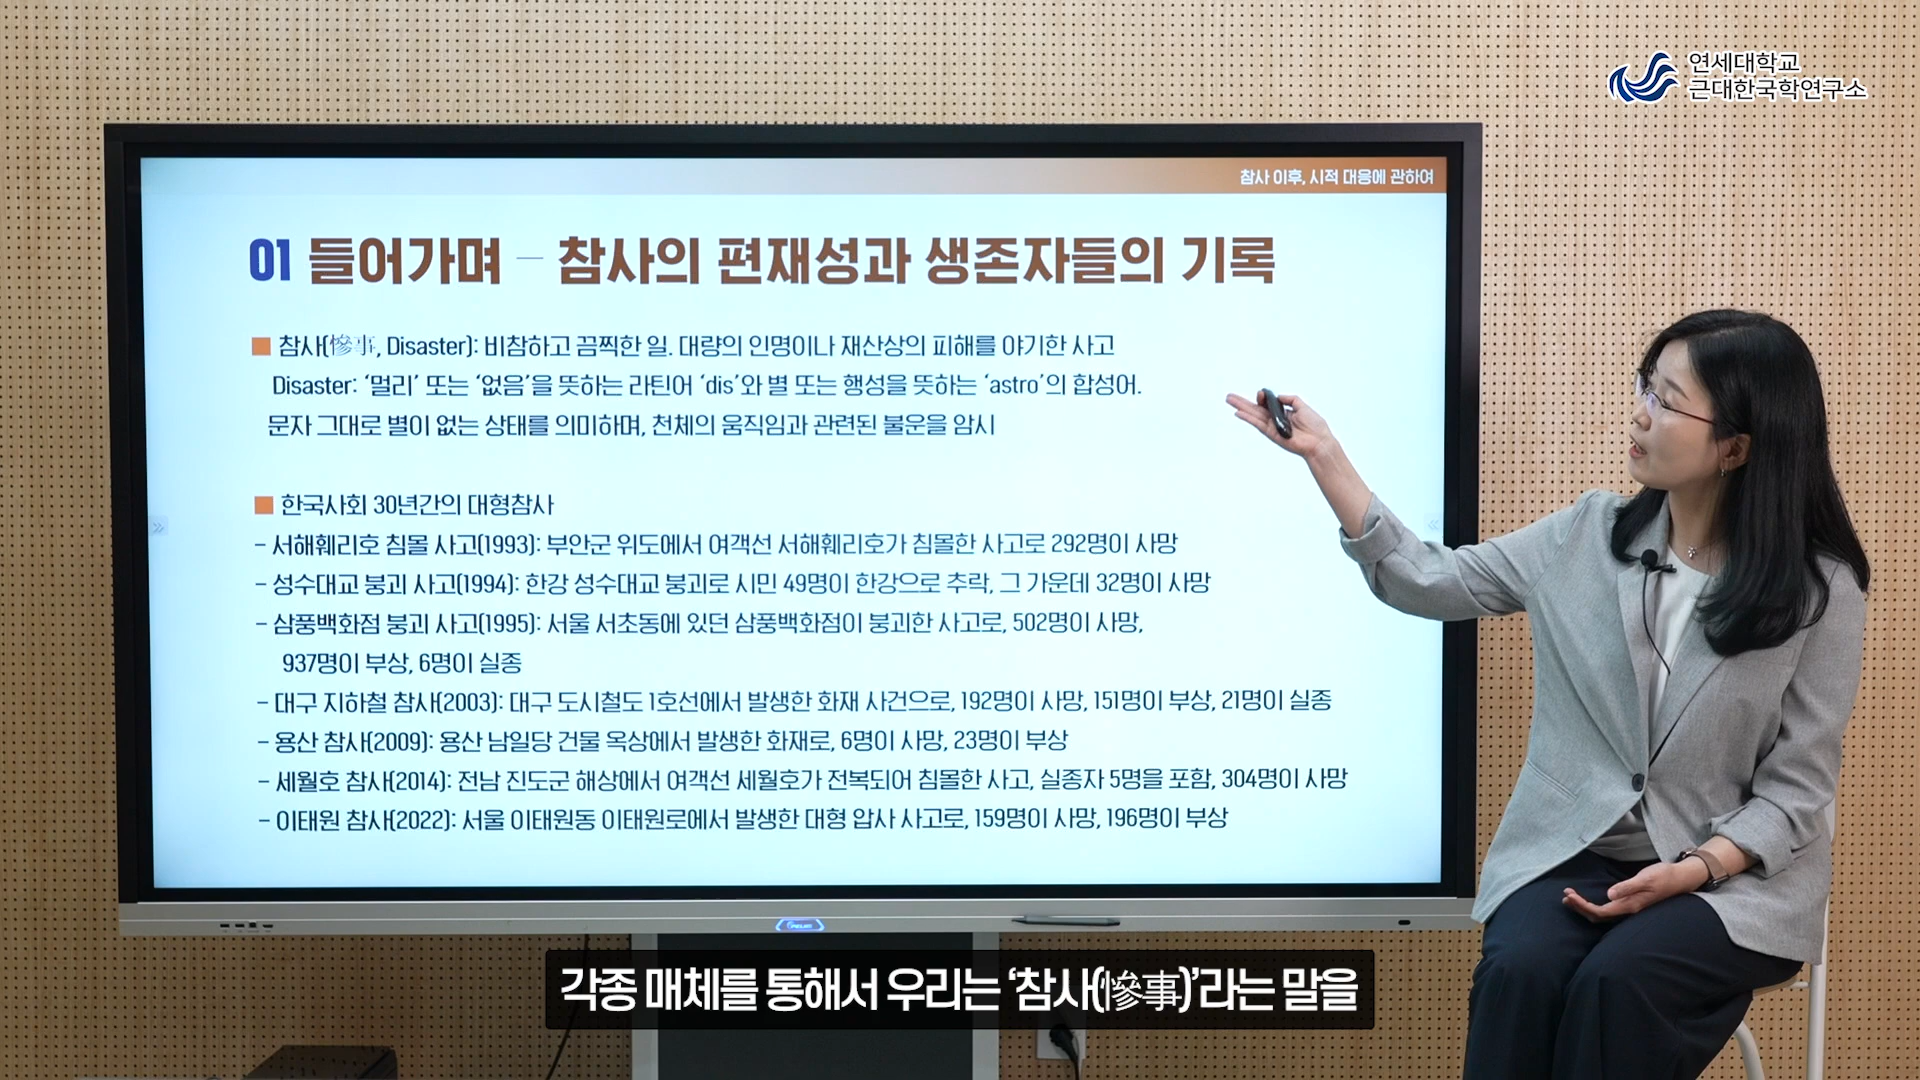 연세대학교
근대한국학연구소
참사 이후, 시적 대응에 관하여
01 들어가며 – 참사의 편재성과 생존자들의 기록
■ 참사(慘事, Disaster): 비참하고 끔찍한 일. 대량의 인명이나 재산상의 피해를 야기한 사고
Disaster: ‘멀리’ 또는 ‘없음’을 뜻하는 라틴어 ‘dis’와 별 또는 행성을 뜻하는 ‘astro’의 합성어.
문자 그대로 별이 없는 상태를 의미하며, 천체의 움직임과 관련된 불운을 암시
■ 한국사회 30년간의 대형참사
– 서해훼리호 침몰 사고(1993): 부안군 위도에서 여객선 서해훼리호가 침몰한 사고로 292명이 사망
– 성수대교 붕괴 사고(1994): 한강 성수대교 붕괴로 시민 49명이 한강으로 추락, 그 가운데 32명이 사망
– 삼풍백화점 붕괴 사고(1995): 서울 서초동에 있던 삼풍백화점이 붕괴한 사고로, 502명이 사망,
937명이 부상, 6명이 실종
– 대구 지하철 참사(2003): 대구 도시철도 1호선에서 발생한 화재 사건으로, 192명이 사망, 151명이 부상, 21명이 실종
– 용산 참사(2009): 용산 남일당 건물 옥상에서 발생한 화재로, 6명이 사망, 23명이 부상
– 세월호 참사(2014): 전남 진도군 해상에서 여객선 세월호가 전복되어 침몰한 사고, 실종자 5명을 포함, 304명이 사망
– 이태원 참사(2022): 서울 이태원동 이태원로에서 발생한 대형 압사 사고로, 159명이 사망, 196명이 부상
각종 매체를 통해서 우리는 ‘참사(慘事)’라는 말을